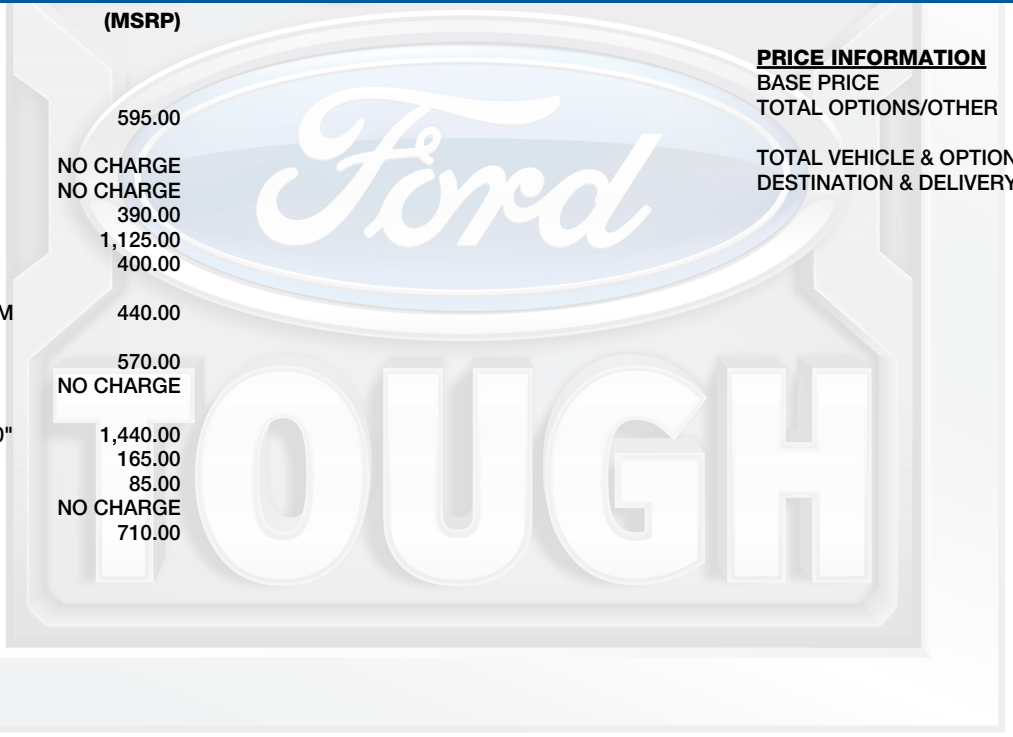 (MSRP)
595.00
NO CHARGE
NO CHARGE
390.00
1,125.00
400.00
M 440.00
570.00
NO CHARGE
0" 1,440.00
165.00
85.00
NO CHARGE
710.00
PRICE INFORMATION
BASE PRICE
TOTAL OPTIONS/OTHER
TOTAL VEHICLE & OPTION
DESTINATION & DELIVERY
Ford
TOUGH